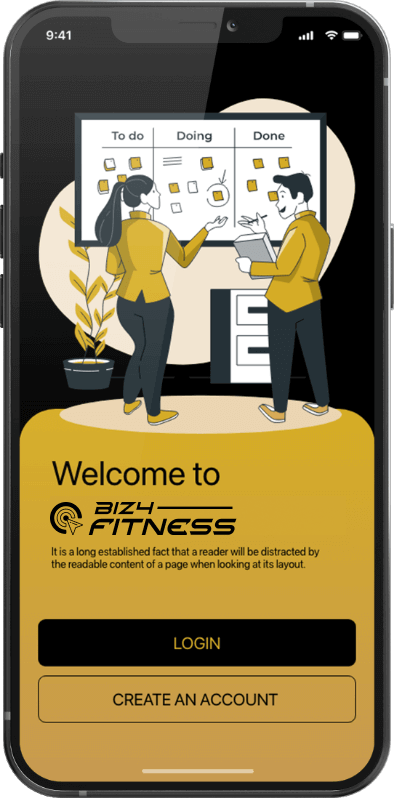 9:41
To do Doing Done
Welcome to
BIZ4
FITNESS
It is a long established fact that a reader will be distracted by
the readable content of a page when looking at its layout.
LOGIN
CREATE AN ACCOUNT